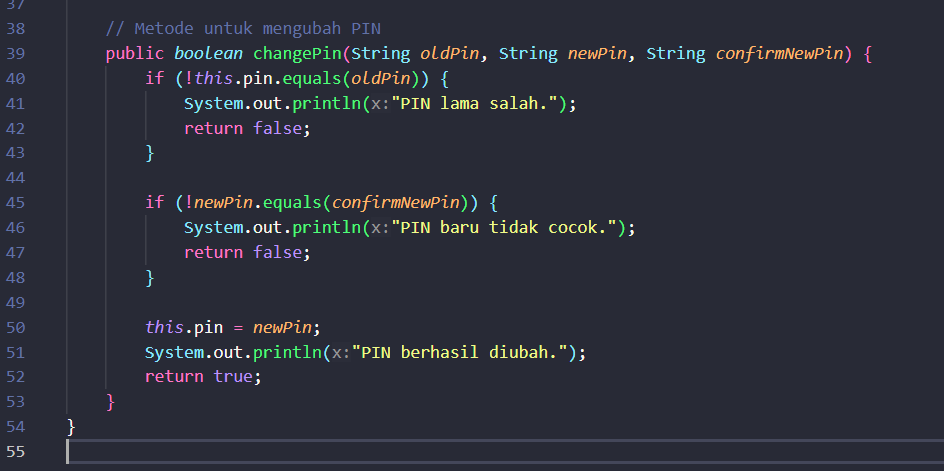 37
38 // Metode untuk mengubah PIN
39 public boolean changePin(String oldPin, String newPin, String confirmNewPin) {
40 if (!this.pin.equals(oldPin)) {
41 System.out.println(x:"PIN lama salah.");
42 return false;
43 }
44
45 if (!newPin.equals(confirmNewPin)) {
46 System.out.println(x:"PIN baru tidak cocok.");
47 return false;
48 }
49
50 this.pin = newPin;
51 System.out.println(x:"PIN berhasil diubah.");
52 return true;
53 }
54 }
55